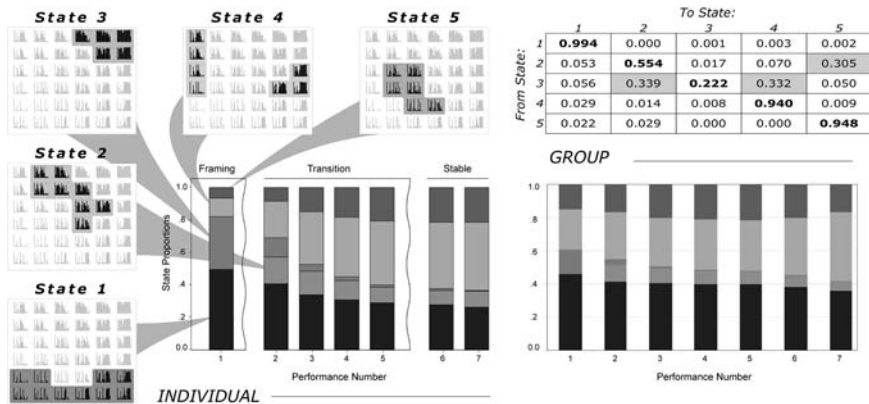 State 3
State 4
State 5
To State:
1 2 3 4 5
From State:
1 0.994 0.000 0.001 0.003 0.002
2 0.053 0.554 0.017 0.070 0.305
3 0.056 0.339 0.222 0.332 0.050
4 0.029 0.014 0.008 0.940 0.009
5 0.022 0.029 0.000 0.000 0.948
State 2
Framing Transition Stable
GROUP
State Proportions
1.0
.8
.6
.4
.2
0.0
1 2 3 4 5 6 7
Performance Number
1.0
.8
.6
.4
.2
0.0
1 2 3 4 5 6 7
Performance Number
State 1
INDIVIDUAL